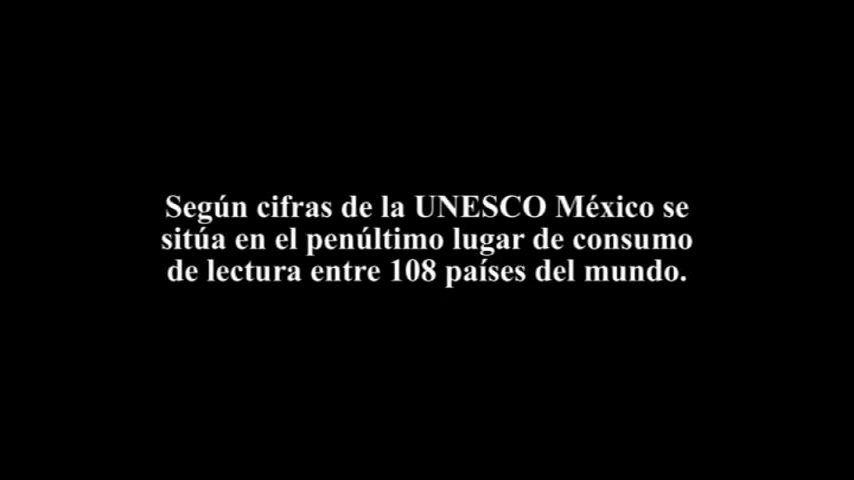 Según cifras de la UNESCO México se
sitúa en el penúltimo lugar de consumo
de lectura entre 108 países del mundo.